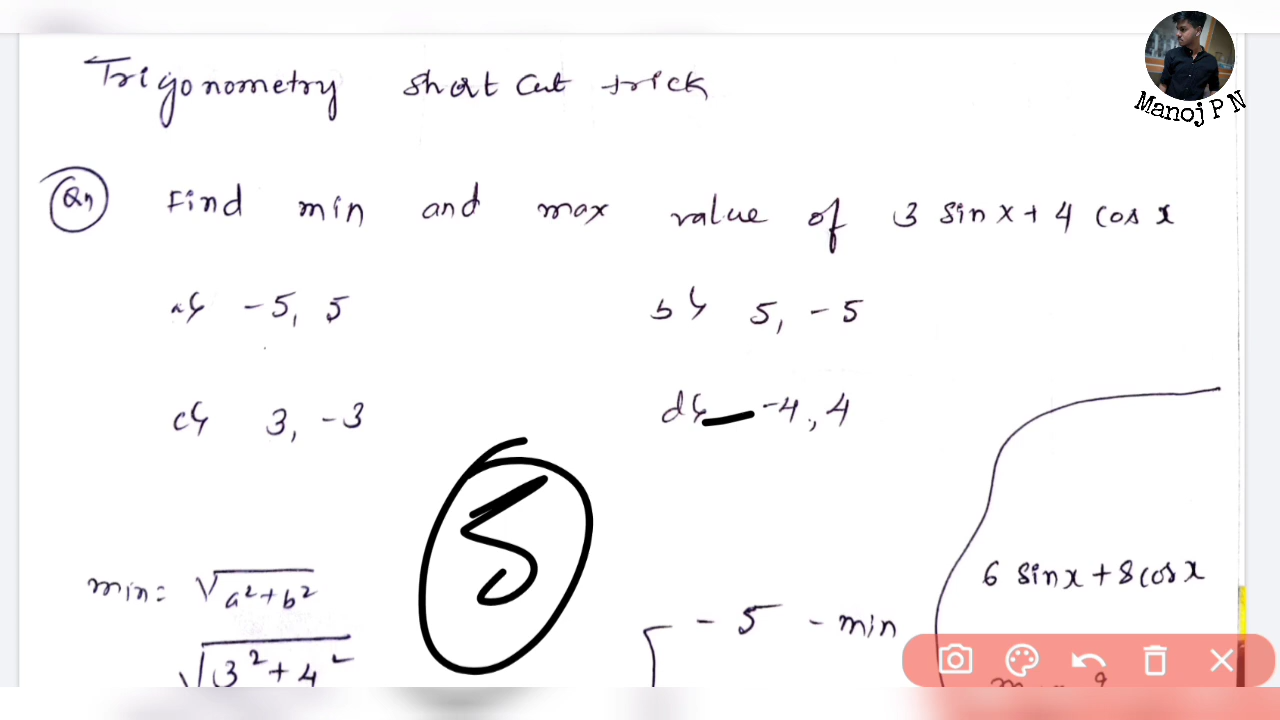 Manoj P N
Trigonometry short cut trick
Qn Find min and max value of 3 sin x + 4 cos x
a) -5, 5 b) 5, -5
c) 3, -3 d) -4, 4
5
min = √a²+b² 6 sin x + 8 cos x
√3²+4² -5 - min